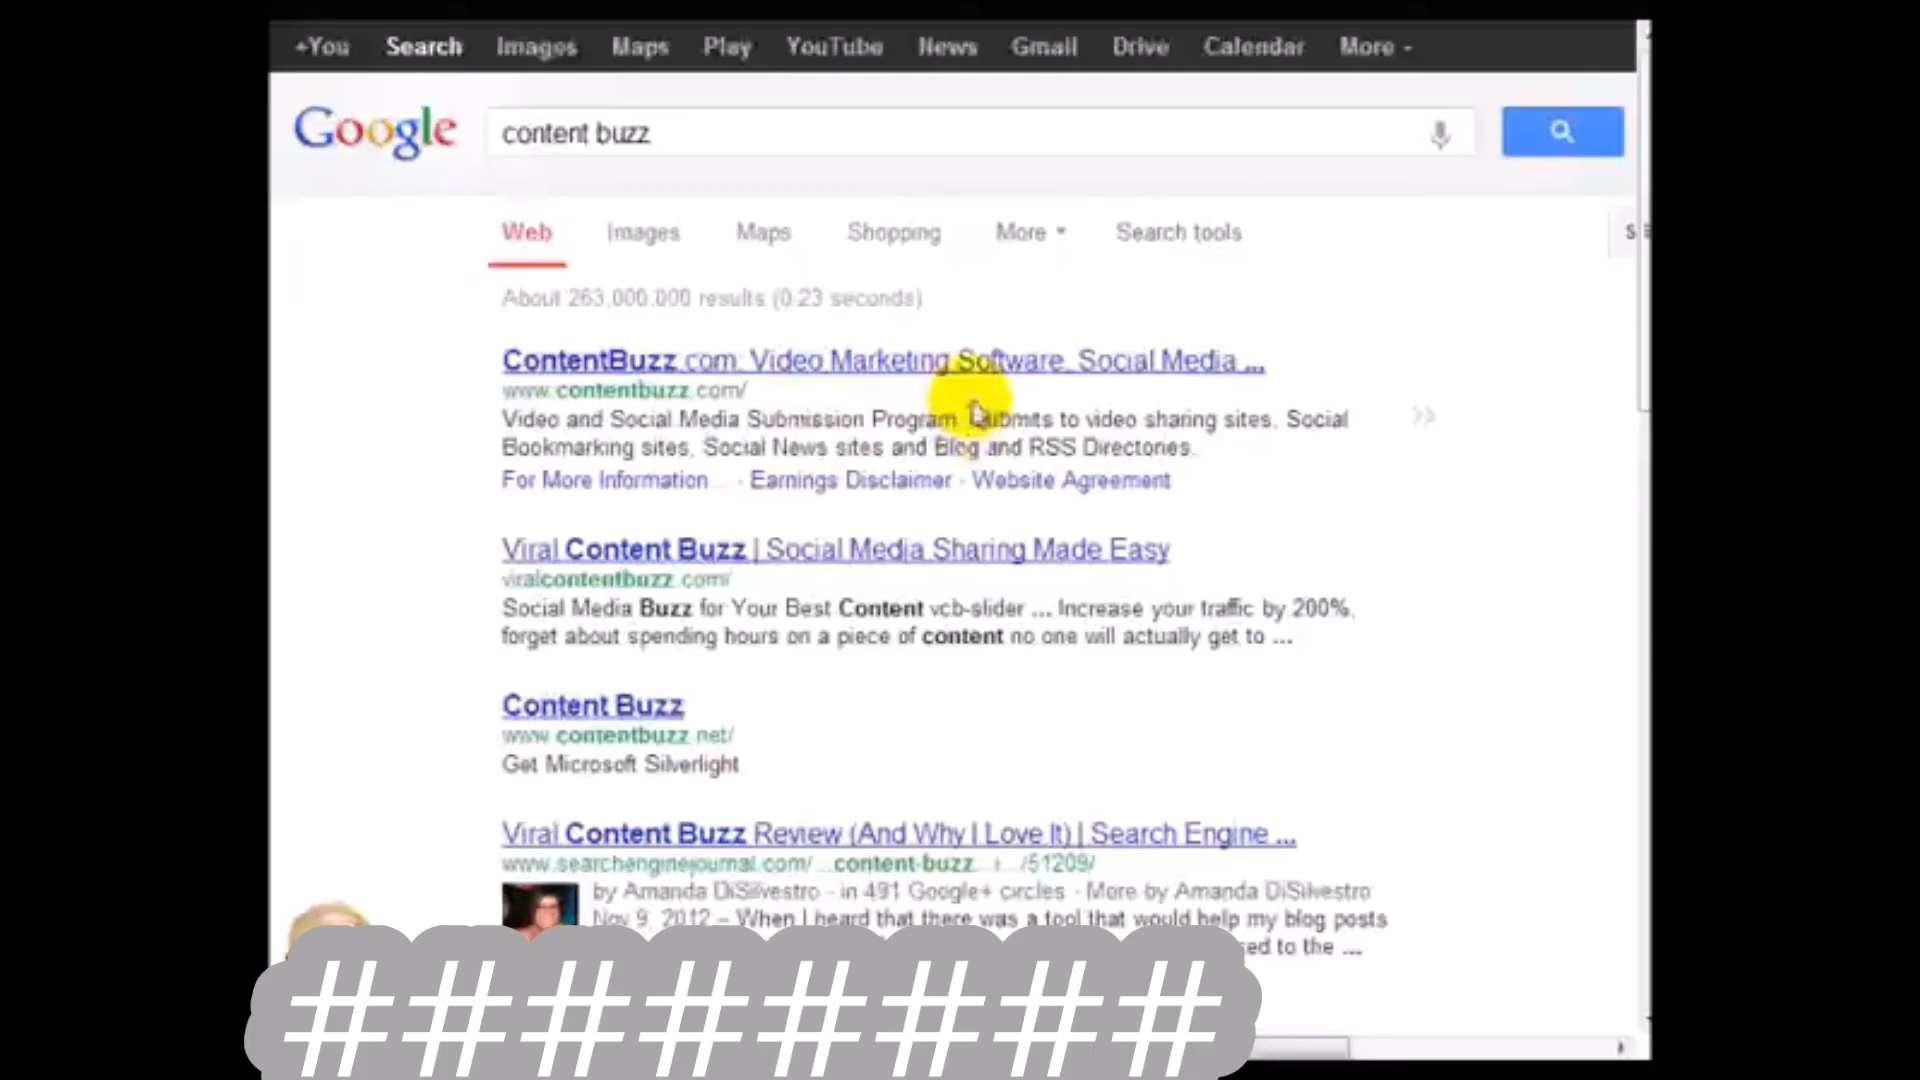 +You Search Images Maps Play YouTube News Gmail Drive Calendar More
Google content buzz
Web Images Maps Shopping More Search tools
About 263,000,000 results (0.23 seconds)
ContentBuzz.com: Video Marketing Software, Social Media ...
www.contentbuzz.com/
Video and Social Media Submission Program. Submits to video sharing sites, Social
Bookmarking sites, Social News sites and Blog and RSS Directories.
For More Information... - Earnings Disclaimer - Website Agreement
Viral Content Buzz | Social Media Sharing Made Easy
viralcontentbuzz.com/
Social Media Buzz for Your Best Content vcb-slider ... Increase your traffic by 200%,
forget about spending hours on a piece of content no one will actually get to ...
Content Buzz
www.contentbuzz.net/
Get Microsoft Silverlight
Viral Content Buzz Review (And Why I Love It) | Search Engine ...
www.searchenginejournal.com/...content-buzz.../51209/
by Amanda DiSilvestro - in 491 Google+ circles - More by Amanda DiSilvestro
Nov 9, 2012 – When I heard that there was a tool that would help my blog posts
sed to the ...
########